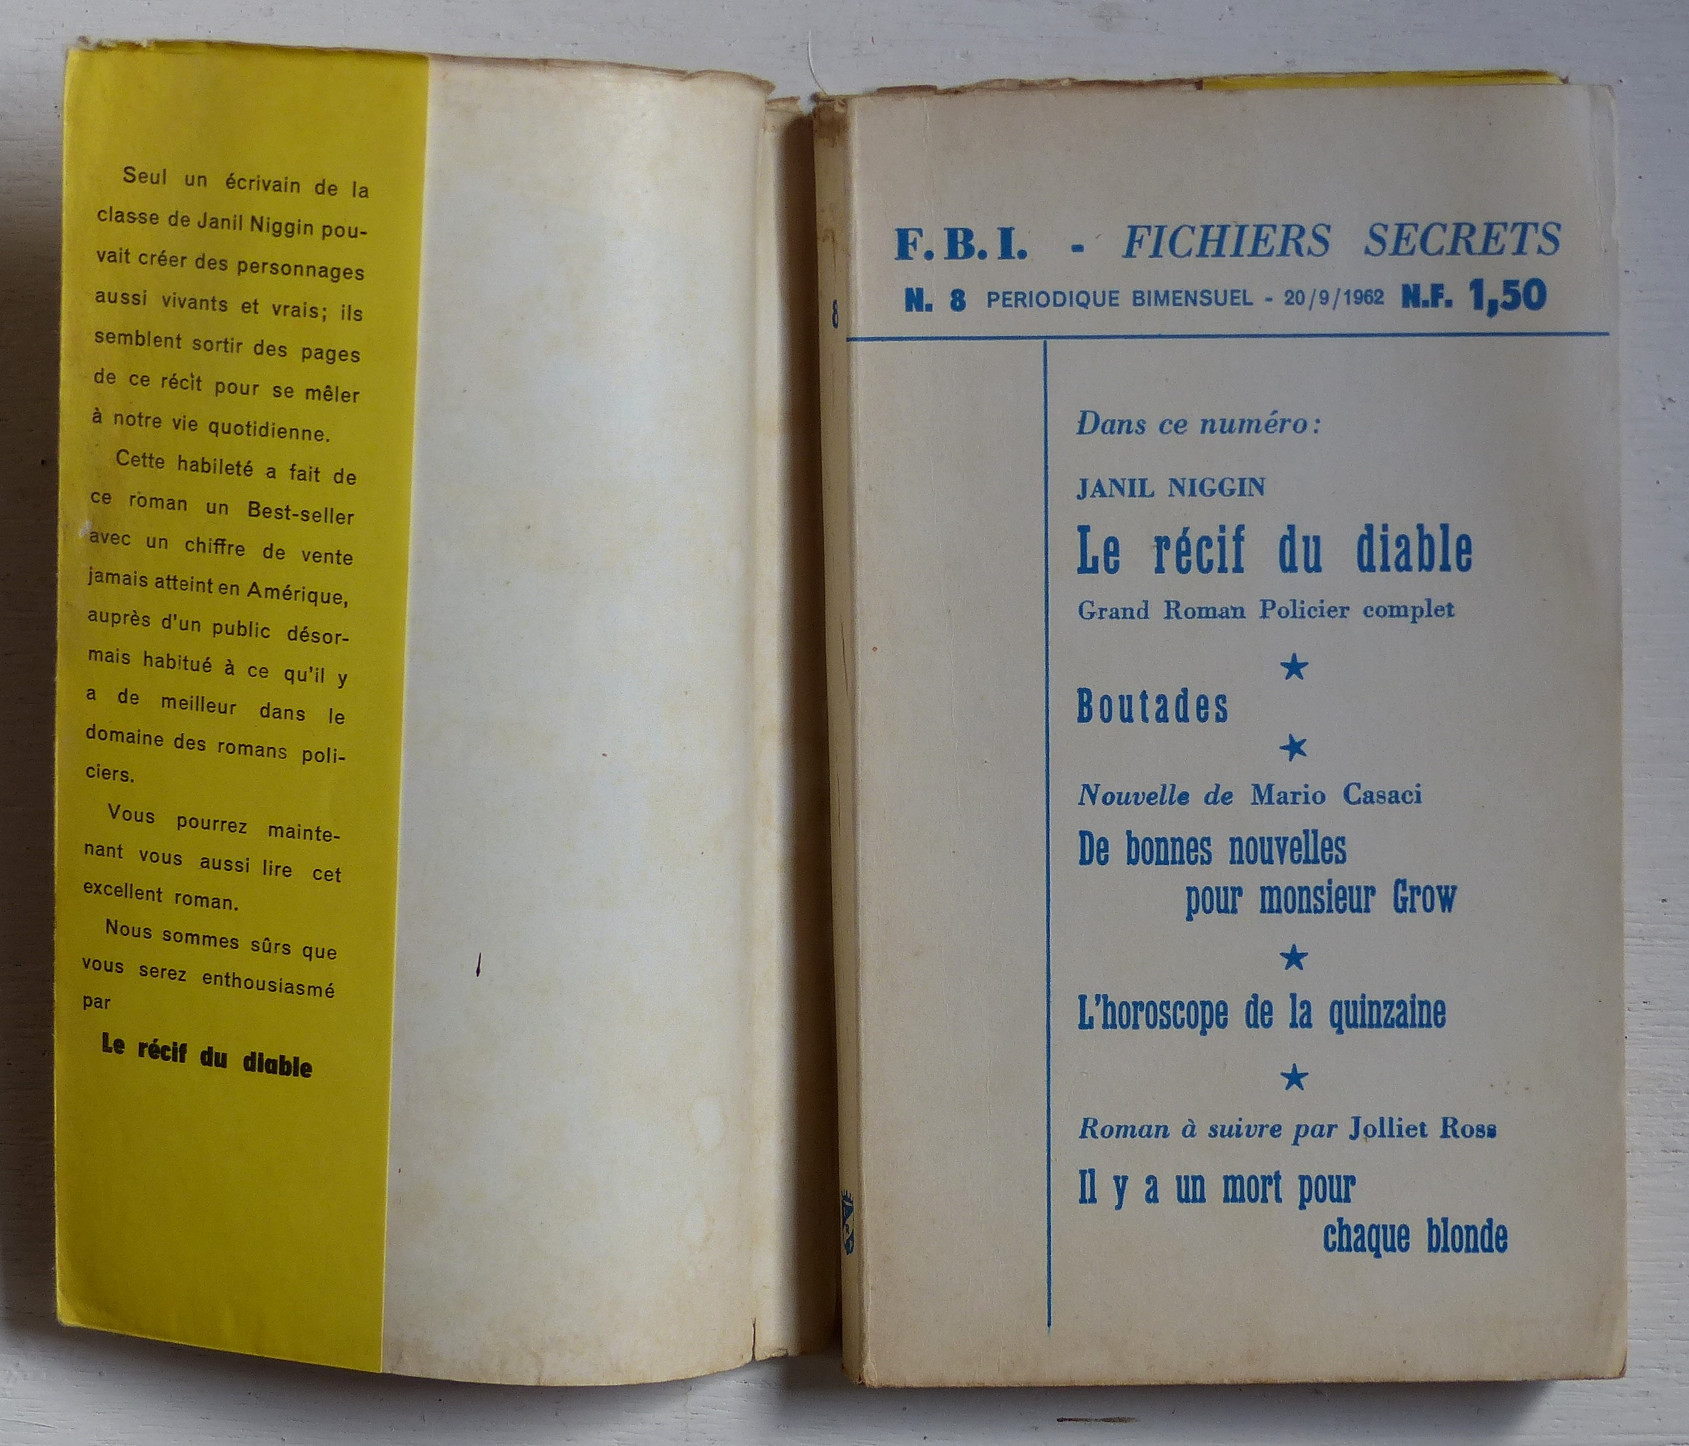 Seul un écrivain de la
classe de Janil Niggin pou-
vait créer des personnages
aussi vivants et vrais; ils
semblent sortir des pages
de ce récit pour se mêler
à notre vie quotidienne.
Cette habileté a fait de
ce roman un Best-seller
avec un chiffre de vente
jamais atteint en Amérique,
auprès d'un public désor-
mais habitué à ce qu'il y
a de meilleur dans le
domaine des romans poli-
ciers.
Vous pourrez mainte-
nant vous aussi lire cet
excellent roman.
Nous sommes sûrs que
vous serez enthousiasmé
par
Le récif du diable
8
F.B.I. - FICHIERS SECRETS
N. 8 PERIODIQUE BIMENSUEL - 20/9/1962 N.F. 1,50
Dans ce numéro:
JANIL NIGGIN
Le récif du diable
Grand Roman Policier complet
Boutades
Nouvelle de Mario Casaci
De bonnes nouvelles
pour monsieur Grow
L'horoscope de la quinzaine
Roman à suivre par Jolliet Ross
Il y a un mort pour
chaque blonde